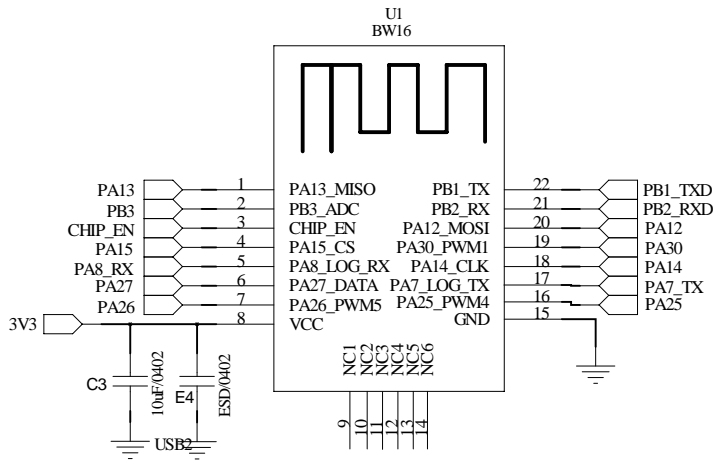 U1
BW16
PA13 1 PA13_MISO PB1_TX 22 PB1_TXD
PB3 2 PB3_ADC PB2_RX 21 PB2_RXD
CHIP_EN 3 CHIP_EN PA12_MOSI 20 PA12
PA15 4 PA15_CS PA30_PWM1 19 PA30
PA8_RX 5 PA8_LOG_RX PA14_CLK 18 PA14
PA27 6 PA27_DATA PA7_LOG_TX 17 PA7_TX
PA26 7 PA26_PWM5 PA25_PWM4 16 PA25
3V3 8 VCC GND 15
NC1
NC2
NC3
NC4
NC5
NC6
9
10
11
12
13
14
C3
10uF/0402
E4
ESD/0402
USB2